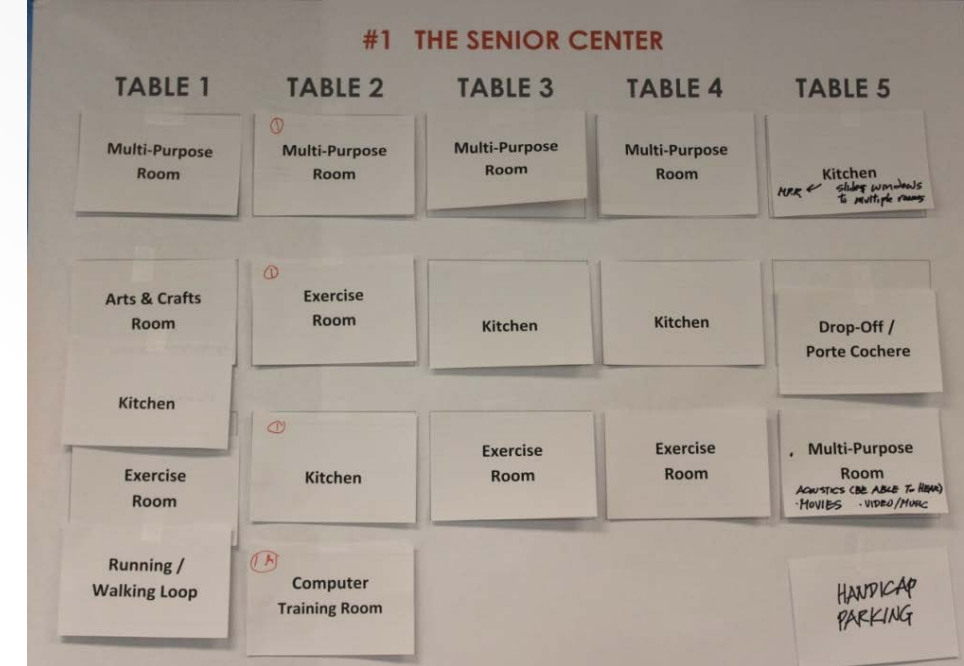 #1 THE SENIOR CENTER
TABLE 1
Multi-Purpose
Room
Arts & Crafts
Room
Kitchen
Exercise
Room
Running /
Walking Loop
TABLE 2
1
Multi-Purpose
Room
1
Exercise
Room
1
Kitchen
Computer
Training Room
TABLE 3
Multi-Purpose
Room
Kitchen
Exercise
Room
TABLE 4
Multi-Purpose
Room
Kitchen
Exercise
Room
TABLE 5
Kitchen
sliding windows
to multiple rooms
Drop-Off /
Porte Cochere
Multi-Purpose
Room
ACOUSTICS (BE ABLE To HEAR)
·MOVIES ·VIDEO/MUSIC
HANDICAP
PARKING